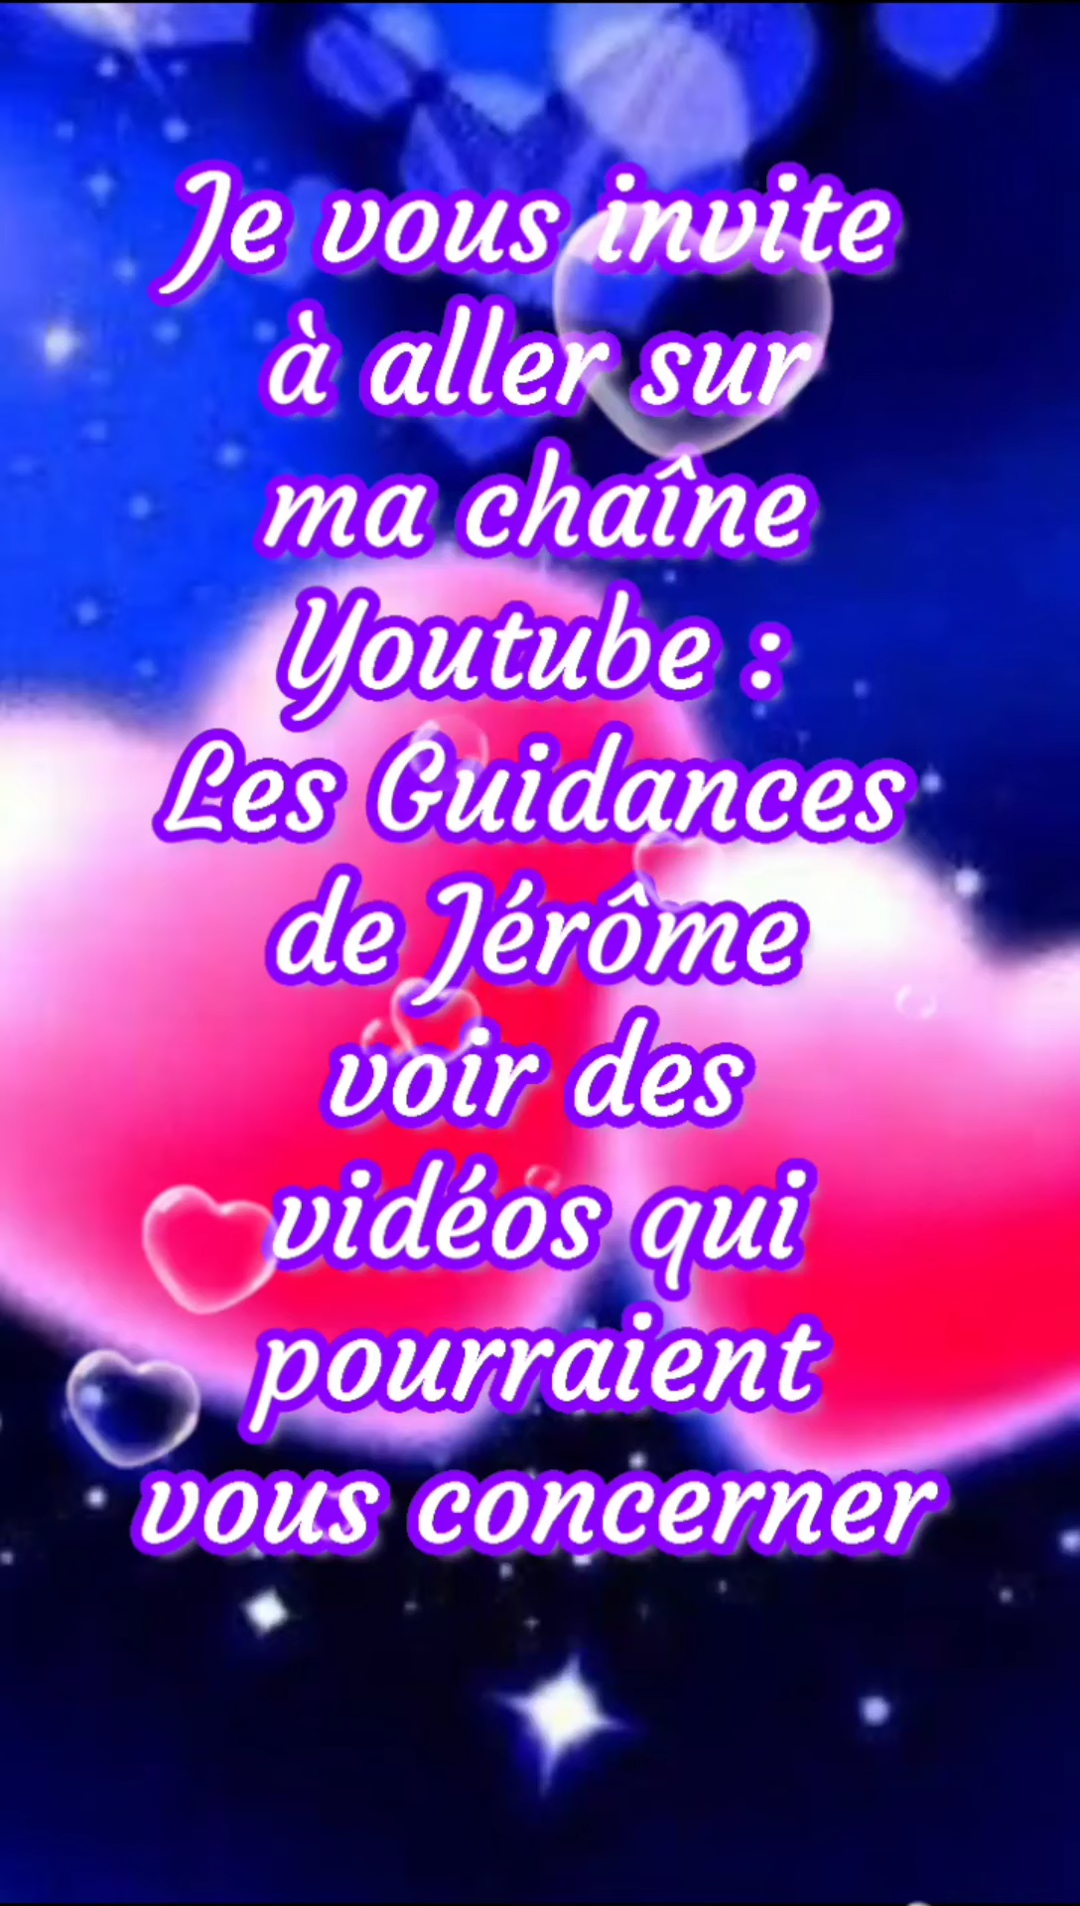 Je vous invite
à aller sur
ma chaîne
Youtube :
Les Guidances
de Jérôme
voir des
vidéos qui
pourraient
vous concerner